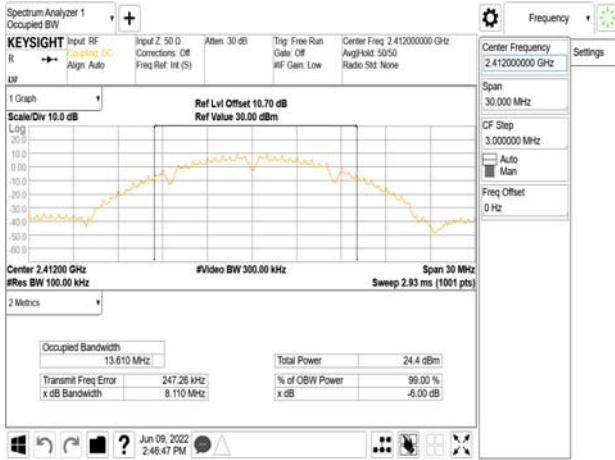 Spectrum Analyzer 1
Occupied BW
Frequency
KEYSIGHT
R
LXI
Input: RF
Coupling: DC
Align: Auto
Input Z: 50 Ω
Corrections: Off
Freq Ref: Int (S)
Atten: 30 dB
Trig: Free Run
Gate: Off
#IF Gain: Low
Center Freq: 2.412000000 GHz
Avg|Hold: 50/50
Radio Std: None
1 Graph
Scale/Div 10.0 dB
Ref Lvl Offset 10.70 dB
Ref Value 30.00 dBm
Log
20.0
10.0
0.00
-10.0
-20.0
-30.0
-40.0
-50.0
-60.0
Center 2.41200 GHz
#Res BW 100.00 kHz
#Video BW 300.00 kHz
Span 30 MHz
Sweep 2.93 ms (1001 pts)
2 Metrics
Occupied Bandwidth
13.610 MHz
Total Power 24.4 dBm
Transmit Freq Error 247.26 kHz
% of OBW Power 99.00 %
x dB Bandwidth 8.110 MHz
x dB -6.00 dB
Jun 09, 2022
2:46:47 PM
Center Frequency
2.412000000 GHz
Settings
Span
30.000 MHz
CF Step
3.000000 MHz
Auto
Man
Freq Offset
0 Hz